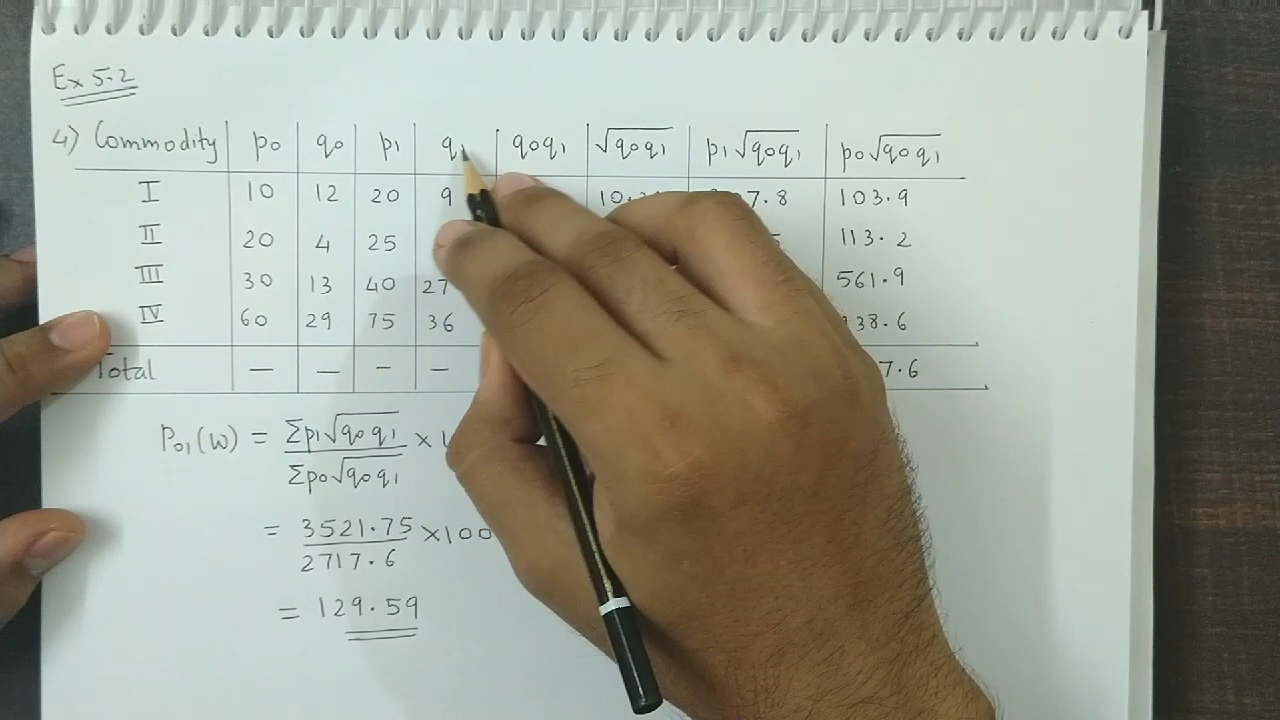 Ex 5.2
4) Commodity p0 q0 p1 q1 q0q1 √q0q1 p1√q0q1 p0√q0q1
I 10 12 20 9 103.9
II 20 4 25 113.2
III 30 13 40 27 561.9
IV 60 29 75 36
Total — — — —
P01(W) = Σp1√q0q1 / Σp0√q0q1 ×
= 3521.75 / 2717.6 ×100
= 129.59